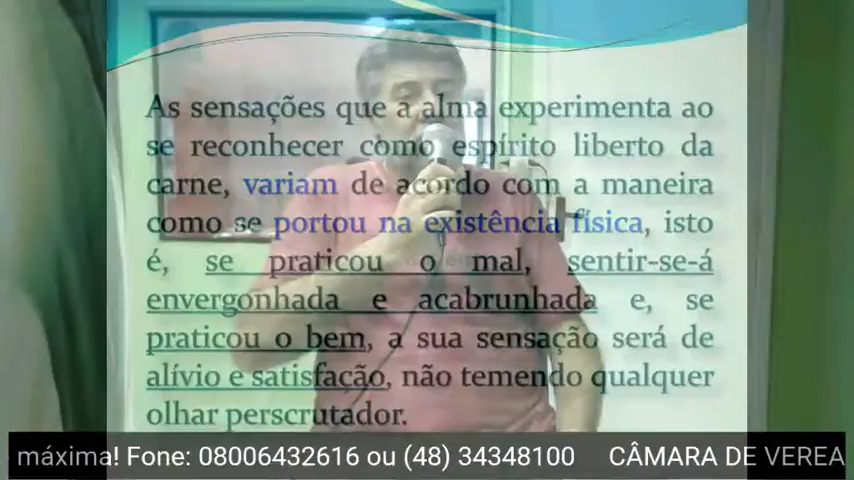 As sensações que a alma experimenta ao
se reconhecer como espírito liberto da
carne, variam de acordo com a maneira
como se portou na existência física, isto
é, se praticou o mal, sentir-se-á
envergonhada e acabrunhada e, se
praticou o bem, a sua sensação será de
alívio e satisfação, não temendo qualquer
olhar perscrutador.
máxima! Fone: 08006432616 ou (48) 34348100 CÂMARA DE VEREA